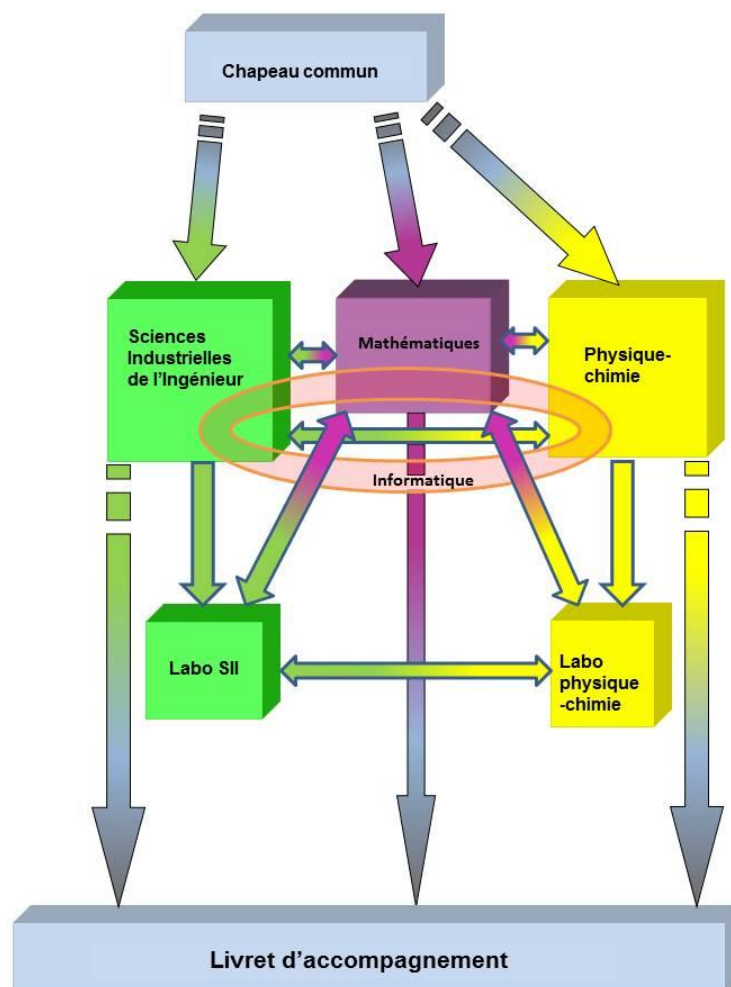 Chapeau commun
Sciences
Industrielles
de l’Ingénieur
Mathématiques
Physique-
chimie
Informatique
Labo SII
Labo
physique
-chimie
Livret d’accompagnement